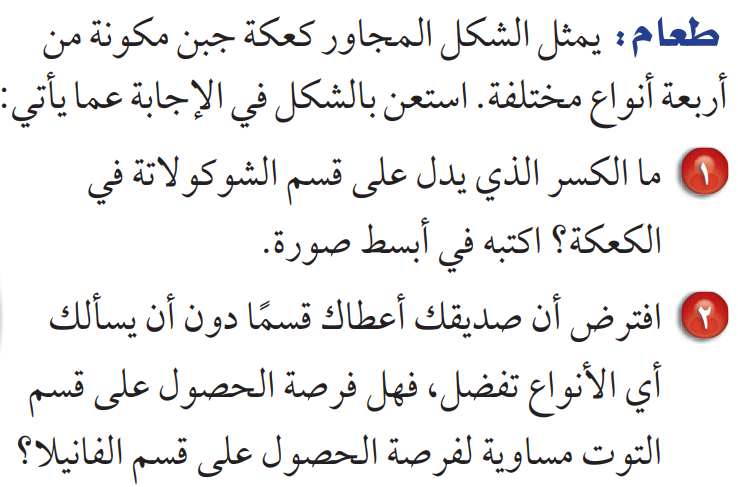 طعام: يمثل الشكل المجاور كعكة جبن مكونة من
أربعة أنواع مختلفة. استعن بالشكل في الإجابة عما يأتي:
١ ما الكسر الذي يدل على قسم الشوكولاتة في
الكعكة؟ اكتبه في أبسط صورة.
٢ افترض أن صديقك أعطاك قسمًا دون أن يسألك
أي الأنواع تفضل، فهل فرصة الحصول على قسم
التوت مساوية لفرصة الحصول على قسم الفانيلا؟